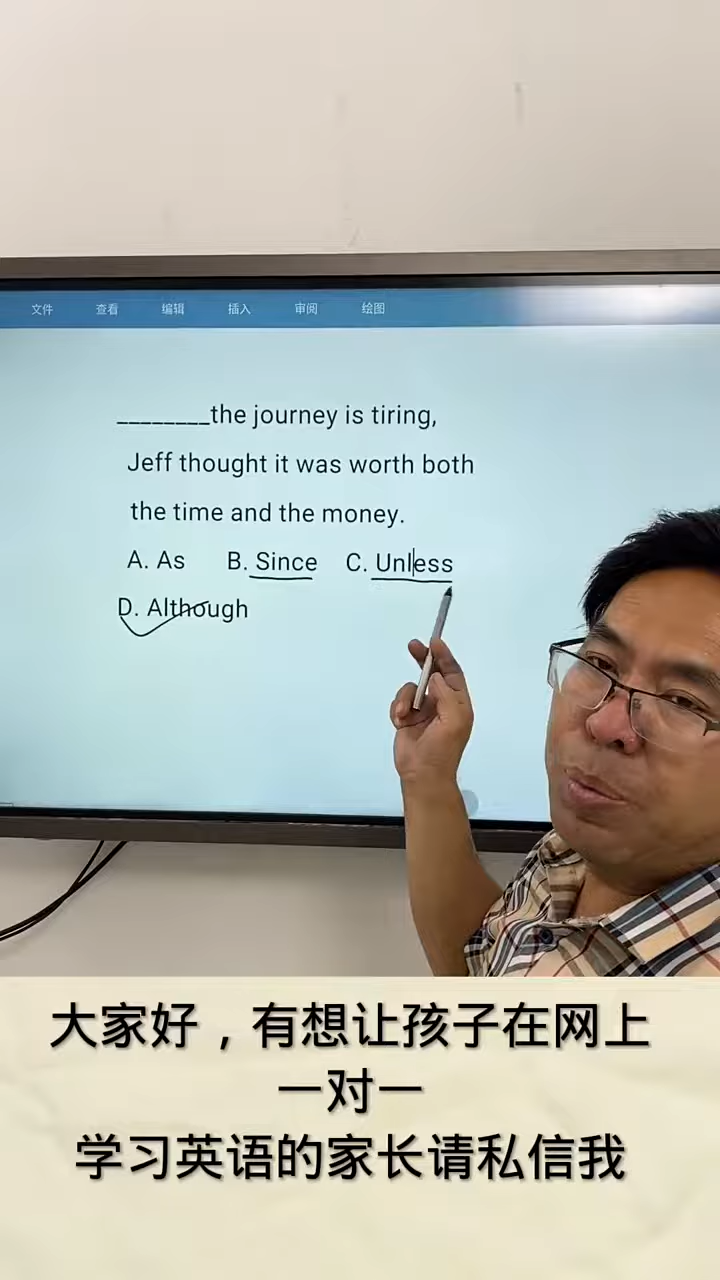 文件 查看 编辑 插入 审阅 绘图
________the journey is tiring,
Jeff thought it was worth both
the time and the money.
A. As B. Since C. Unless
D. Although
大家好，有想让孩子在网上
一对一
学习英语的家长请私信我